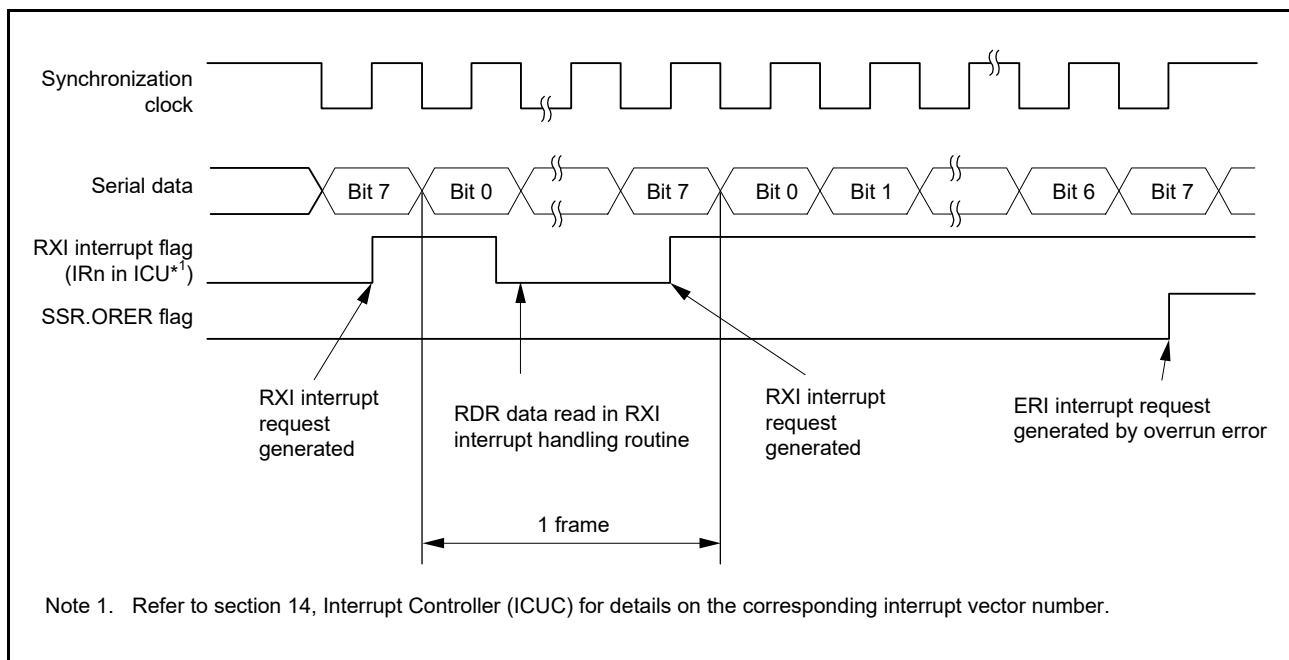 Synchronization
clock
Serial data
Bit 7
Bit 0
Bit 7
Bit 0
Bit 1
Bit 6
Bit 7
RXI interrupt flag
(IRn in ICU*1)
SSR.ORER flag
RXI interrupt
request
generated
RDR data read in RXI
interrupt handling routine
RXI interrupt
request
generated
ERI interrupt request
generated by overrun error
1 frame
Note 1. Refer to section 14, Interrupt Controller (ICUC) for details on the corresponding interrupt vector number.